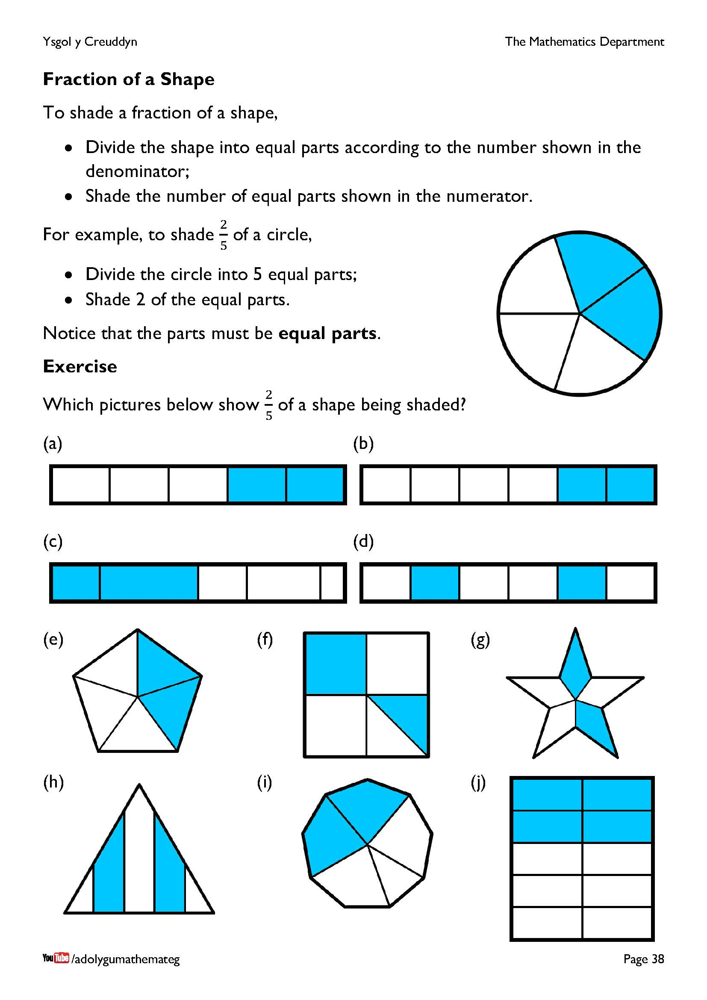 Ysgol y Creuddyn
The Mathematics Department
Fraction of a Shape
To shade a fraction of a shape,
• Divide the shape into equal parts according to the number shown in the
denominator;
• Shade the number of equal parts shown in the numerator.
For example, to shade 2/5 of a circle,
• Divide the circle into 5 equal parts;
• Shade 2 of the equal parts.
Notice that the parts must be equal parts.
Exercise
Which pictures below show 2/5 of a shape being shaded?
(a)
(b)
(c)
(d)
(e)
(f)
(g)
(h)
(i)
(j)
YouTube /adolygumathemateg
Page 38